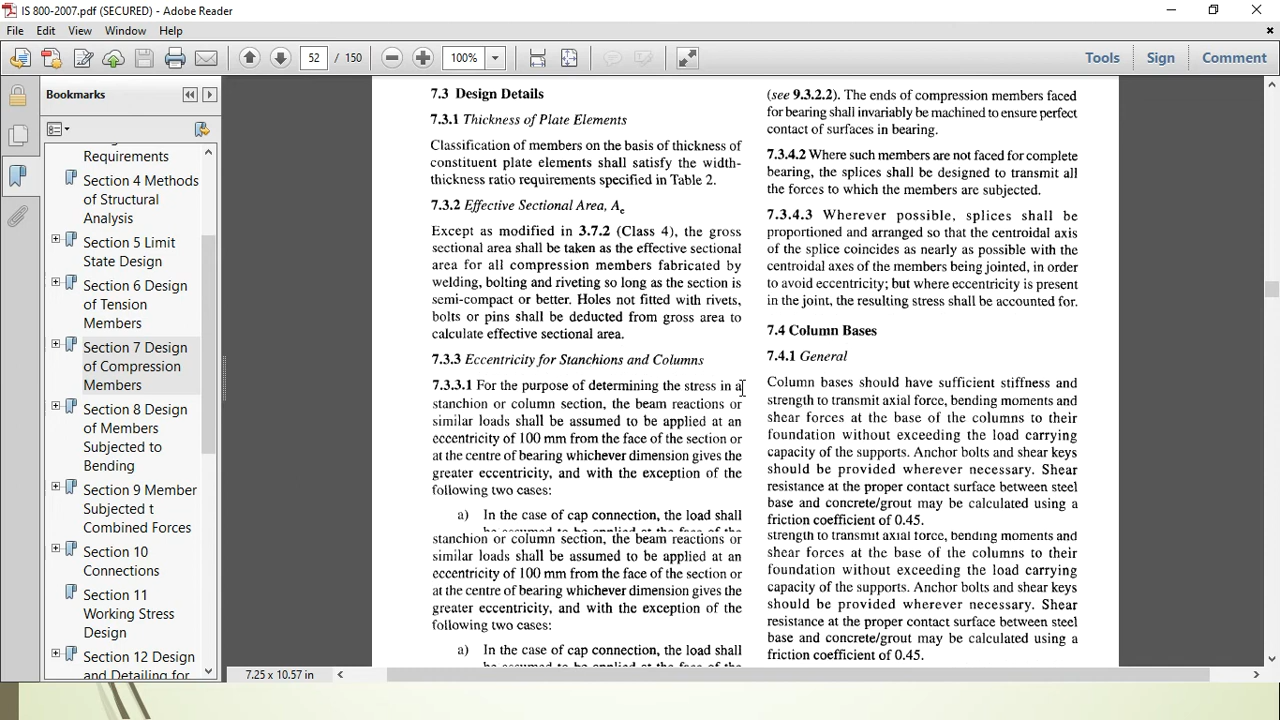 IS 800-2007.pdf (SECURED) - Adobe Reader
File Edit View Window Help
52 / 150
100%
Tools Sign Comment
Bookmarks
Requirements
Section 4 Methods
of Structural
Analysis
Section 5 Limit
State Design
Section 6 Design
of Tension
Members
Section 7 Design
of Compression
Members
Section 8 Design
of Members
Subjected to
Bending
Section 9 Member
Subjected t
Combined Forces
Section 10
Connections
Section 11
Working Stress
Design
Section 12 Design
and Detailing for
7.3 Design Details
7.3.1 Thickness of Plate Elements
Classification of members on the basis of thickness of
constituent plate elements shall satisfy the width-
thickness ratio requirements specified in Table 2.
7.3.2 Effective Sectional Area, Ae
Except as modified in 3.7.2 (Class 4), the gross
sectional area shall be taken as the effective sectional
area for all compression members fabricated by
welding, bolting and riveting so long as the section is
semi-compact or better. Holes not fitted with rivets,
bolts or pins shall be deducted from gross area to
calculate effective sectional area.
7.3.3 Eccentricity for Stanchions and Columns
7.3.3.1 For the purpose of determining the stress in a
stanchion or column section, the beam reactions or
similar loads shall be assumed to be applied at an
eccentricity of 100 mm from the face of the section or
at the centre of bearing whichever dimension gives the
greater eccentricity, and with the exception of the
following two cases:
a) In the case of cap connection, the load shall
be assumed to be applied at the face of the
stanchion or column section, the beam reactions or
similar loads shall be assumed to be applied at an
eccentricity of 100 mm from the face of the section or
at the centre of bearing whichever dimension gives the
greater eccentricity, and with the exception of the
following two cases:
a) In the case of cap connection, the load shall
be assumed to be applied at the face of the
(see 9.3.2.2). The ends of compression members faced
for bearing shall invariably be machined to ensure perfect
contact of surfaces in bearing.
7.3.4.2 Where such members are not faced for complete
bearing, the splices shall be designed to transmit all
the forces to which the members are subjected.
7.3.4.3 Wherever possible, splices shall be
proportioned and arranged so that the centroidal axis
of the splice coincides as nearly as possible with the
centroidal axes of the members being jointed, in order
to avoid eccentricity; but where eccentricity is present
in the joint, the resulting stress shall be accounted for.
7.4 Column Bases
7.4.1 General
Column bases should have sufficient stiffness and
strength to transmit axial force, bending moments and
shear forces at the base of the columns to their
foundation without exceeding the load carrying
capacity of the supports. Anchor bolts and shear keys
should be provided wherever necessary. Shear
resistance at the proper contact surface between steel
base and concrete/grout may be calculated using a
friction coefficient of 0.45.
strength to transmit axial force, bending moments and
shear forces at the base of the columns to their
foundation without exceeding the load carrying
capacity of the supports. Anchor bolts and shear keys
should be provided wherever necessary. Shear
resistance at the proper contact surface between steel
base and concrete/grout may be calculated using a
friction coefficient of 0.45.
7.25 x 10.57 in